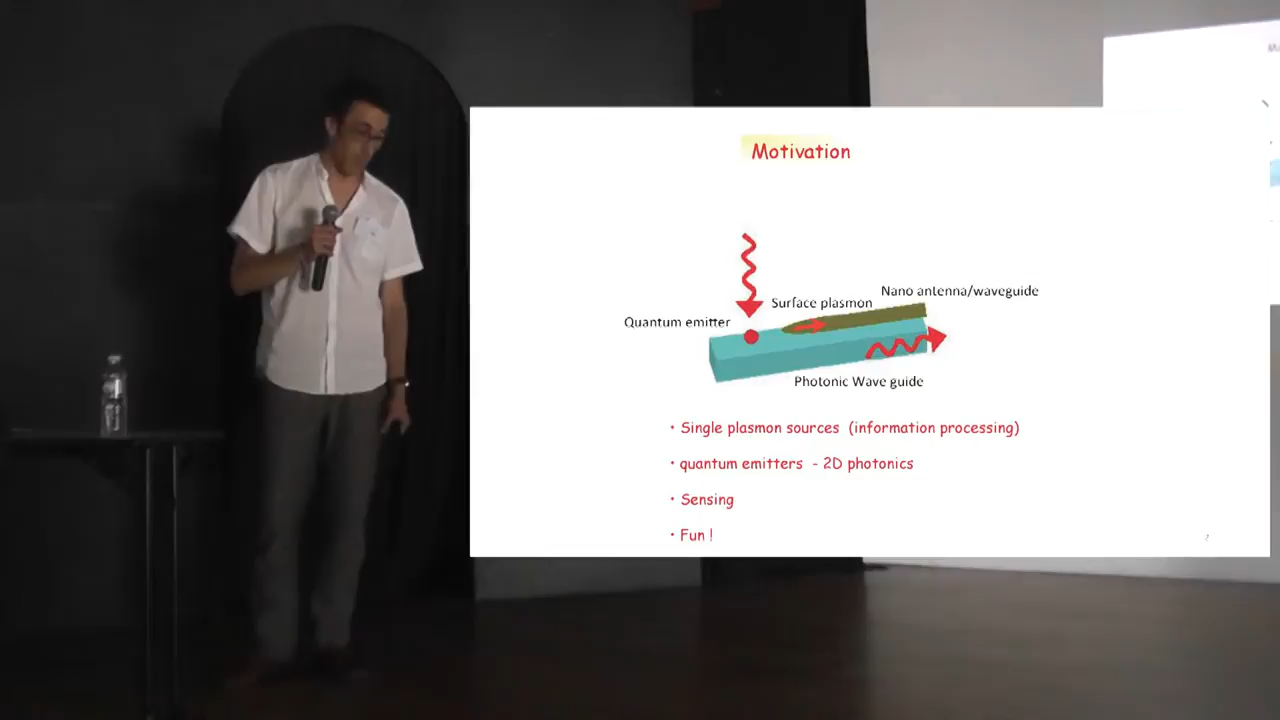 Motivation
Surface plasmon
Nano antenna/waveguide
Quantum emitter
Photonic Wave guide
• Single plasmon sources (information processing)
• quantum emitters - 2D photonics
• Sensing
• Fun !